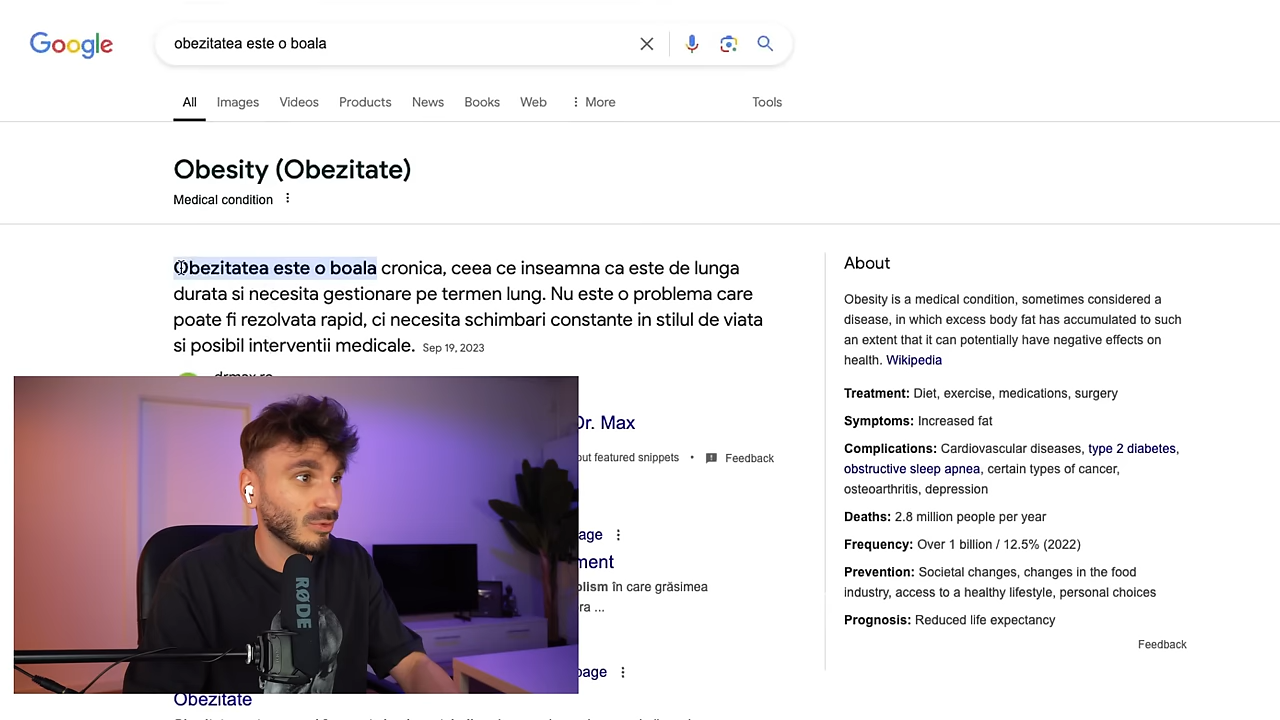 Google
obezitatea este o boala
All
Images
Videos
Products
News
Books
Web
More
Tools
Obesity (Obezitate)
Medical condition
Obezitatea este o boala cronica, ceea ce inseamna ca este de lunga
durata si necesita gestionare pe termen lung. Nu este o problema care
poate fi rezolvata rapid, ci necesita schimbari constante in stilul de viata
si posibil interventii medicale. Sep 19, 2023
drmax.ro
Dr. Max
featured snippets • Feedback
în care grăsimea
...
Obezitate
RØDE
About
Obesity is a medical condition, sometimes considered a
disease, in which excess body fat has accumulated to such
an extent that it can potentially have negative effects on
health. Wikipedia
Treatment: Diet, exercise, medications, surgery
Symptoms: Increased fat
Complications: Cardiovascular diseases, type 2 diabetes,
obstructive sleep apnea, certain types of cancer,
osteoarthritis, depression
Deaths: 2.8 million people per year
Frequency: Over 1 billion / 12.5% (2022)
Prevention: Societal changes, changes in the food
industry, access to a healthy lifestyle, personal choices
Prognosis: Reduced life expectancy
Feedback